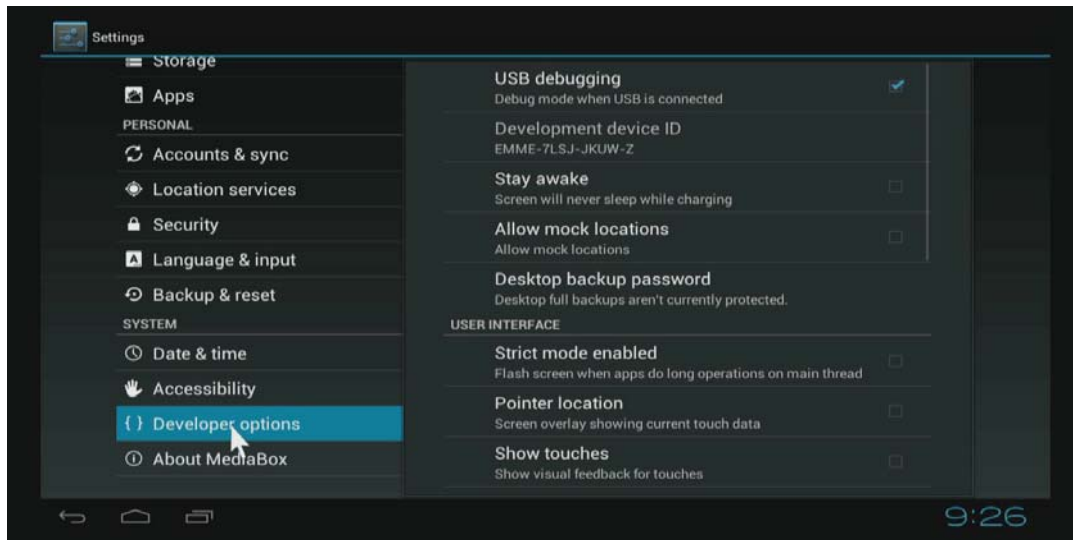 Settings
Storage
Apps
PERSONAL
Accounts & sync
Location services
Security
Language & input
Backup & reset
SYSTEM
Date & time
Accessibility
Developer options
About MediaBox
USB debugging
Debug mode when USB is connected
Development device ID
EMME-7LSJ-JKUW-Z
Stay awake
Screen will never sleep while charging
Allow mock locations
Allow mock locations
Desktop backup password
Desktop full backups aren't currently protected.
USER INTERFACE
Strict mode enabled
Flash screen when apps do long operations on main thread
Pointer location
Screen overlay showing current touch data
Show touches
Show visual feedback for touches
9:26